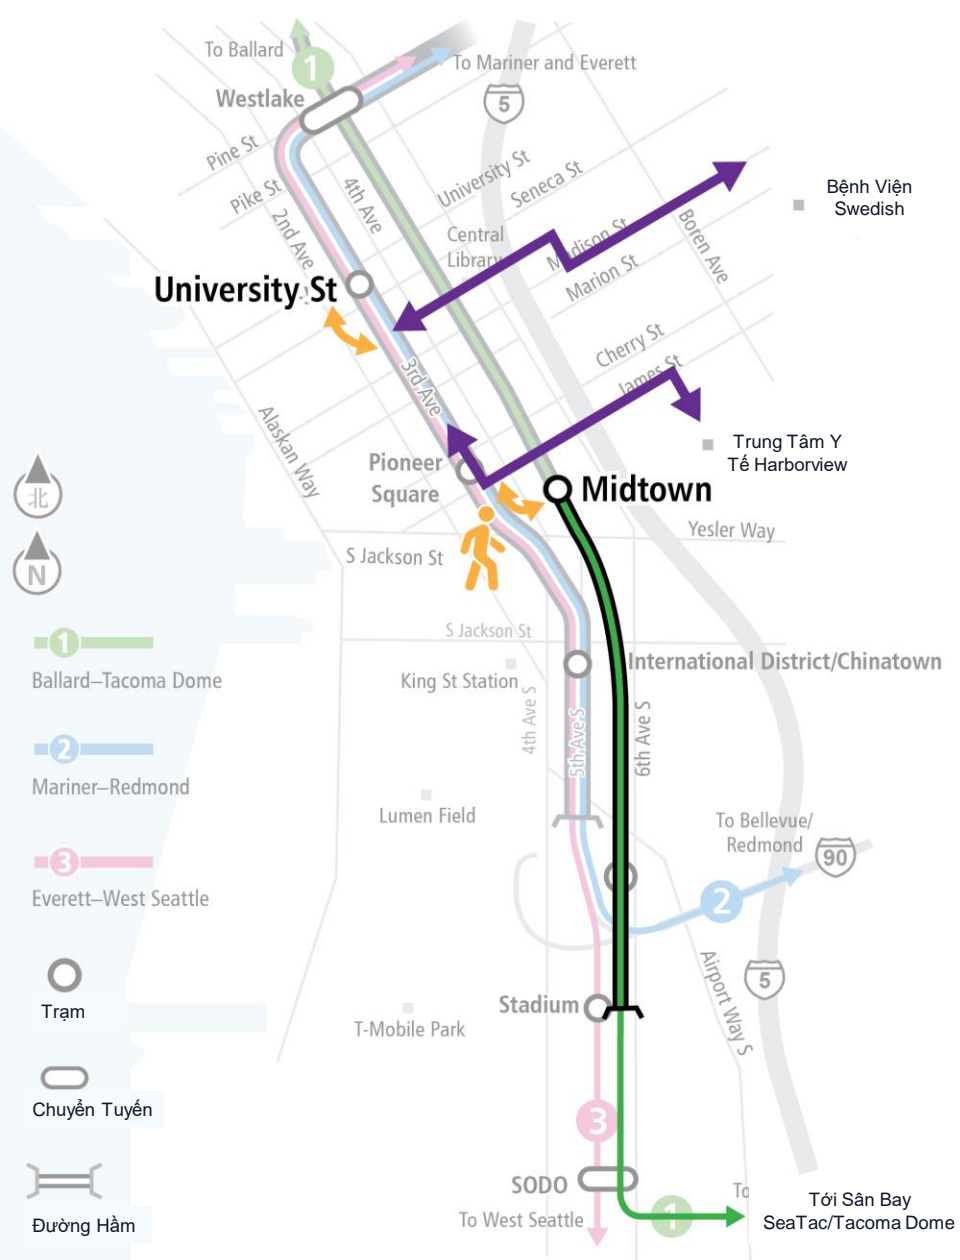 To Ballard
1
To Mariner and Everett
Westlake
5
Pine St
Pike St
4th Ave
University St
Seneca St
Bệnh Viện
Swedish
2nd Ave
Central
Library
Madison St
Marion St
Boren Ave
University St
3rd Ave
Cherry St
James St
Alaskan Way
Pioneer
Square
Trung Tâm Y
Tế Harborview
Midtown
北
Yesler Way
S Jackson St
N
S Jackson St
1
International District/Chinatown
Ballard–Tacoma Dome
King St Station
4th Ave S
5th Ave S
6th Ave S
2
Mariner–Redmond
Lumen Field
To Bellevue/
Redmond
90
3
Everett–West Seattle
2
Airport Way S
5
Trạm
Stadium
T-Mobile Park
Chuyển Tuyến
3
SODO
To
Tới Sân Bay
SeaTac/Tacoma Dome
To West Seattle
1
Đường Hầm